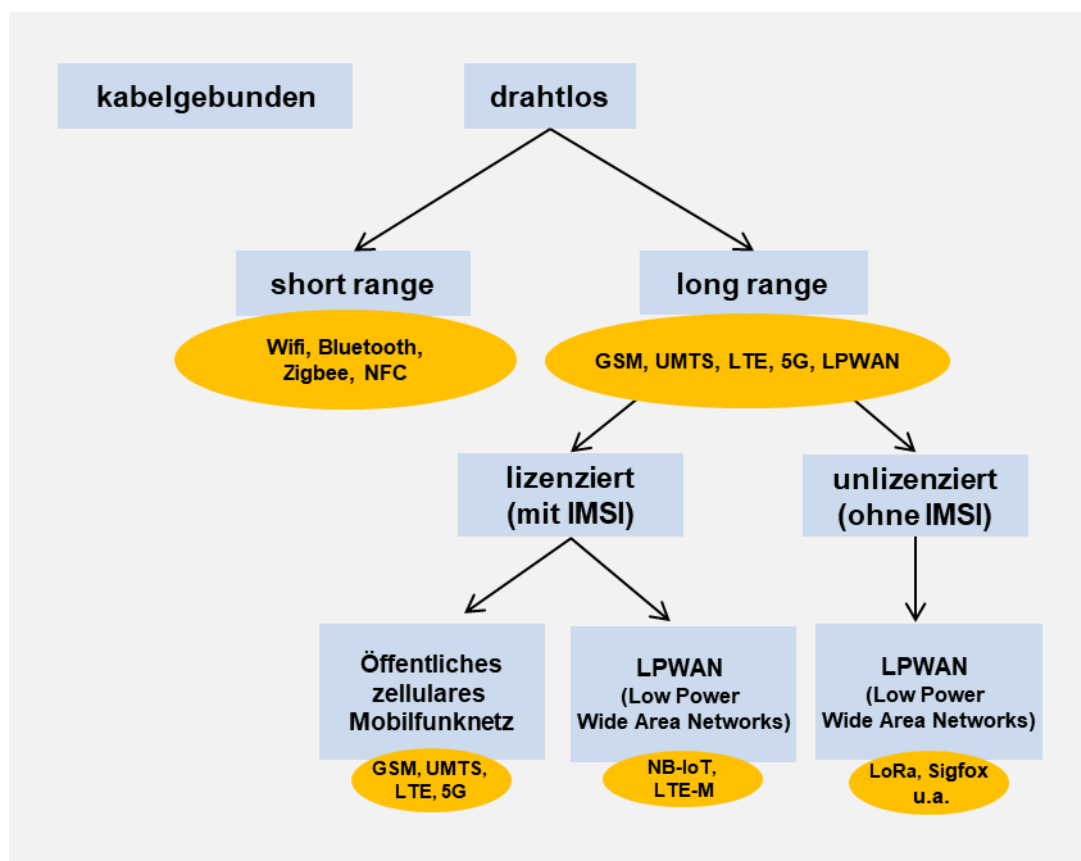 kabelgebunden
drahtlos
short range
long range
Wifi, Bluetooth,
Zigbee, NFC
GSM, UMTS, LTE, 5G, LPWAN
lizenziert
(mit IMSI)
unlizenziert
(ohne IMSI)
Öffentliches
zellulares
Mobilfunknetz
LPWAN
(Low Power
Wide Area Networks)
LPWAN
(Low Power
Wide Area Networks)
GSM, UMTS,
LTE, 5G
NB-IoT,
LTE-M
LoRa, Sigfox
u.a.